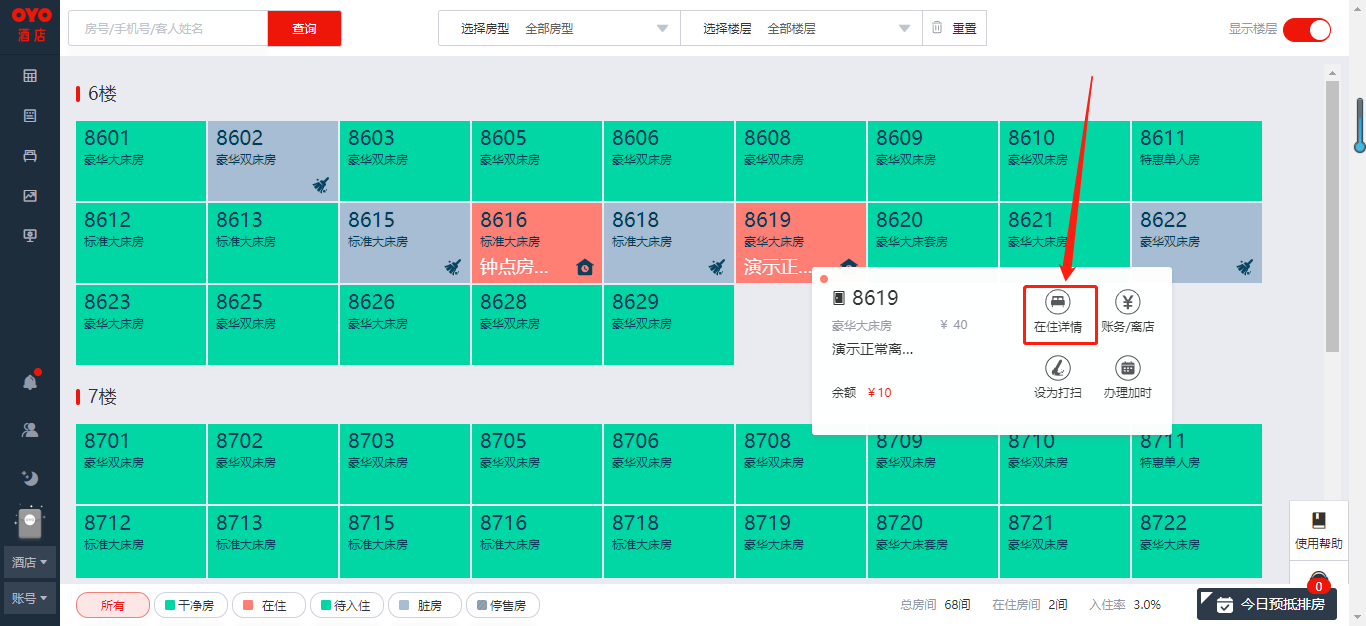 OYO
酒店
房号/手机号/客人姓名
查询
选择房型 全部房型
选择楼层 全部楼层
重置
显示楼层
6楼
8601
豪华大床房
8602
豪华双床房
8603
豪华双床房
8605
豪华双床房
8606
豪华双床房
8608
豪华双床房
8609
豪华双床房
8610
豪华双床房
8611
特惠单人房
8612
标准大床房
8613
标准大床房
8615
标准大床房
8616
标准大床房
钟点房...
8618
标准大床房
8619
豪华大床房
演示正...
8620
豪华大床套房
8621
豪华大床房
8622
豪华双床房
8623
豪华大床房
8625
豪华双床房
8626
豪华双床房
8628
豪华双床房
8629
豪华双床房
8619
豪华大床房 ¥ 40
演示正常离...
余额 ¥10
在住详情
账务/离店
设为打扫
办理加时
7楼
8701
豪华双床房
8702
豪华双床房
8703
豪华双床房
8705
豪华双床房
8706
豪华双床房
8708
豪华双床房
8709
豪华双床房
8710
豪华双床房
8711
特惠单人房
8712
标准大床房
8713
标准大床房
8715
标准大床房
8716
标准大床房
8718
标准大床房
8719
豪华大床房
8720
豪华大床套房
8721
豪华双床房
8722
豪华大床房
使用帮助
酒店
账号
所有
干净房
在住
待入住
脏房
停售房
总房间 68间
在住房间 2间
入住率 3.0%
0
今日预抵排房